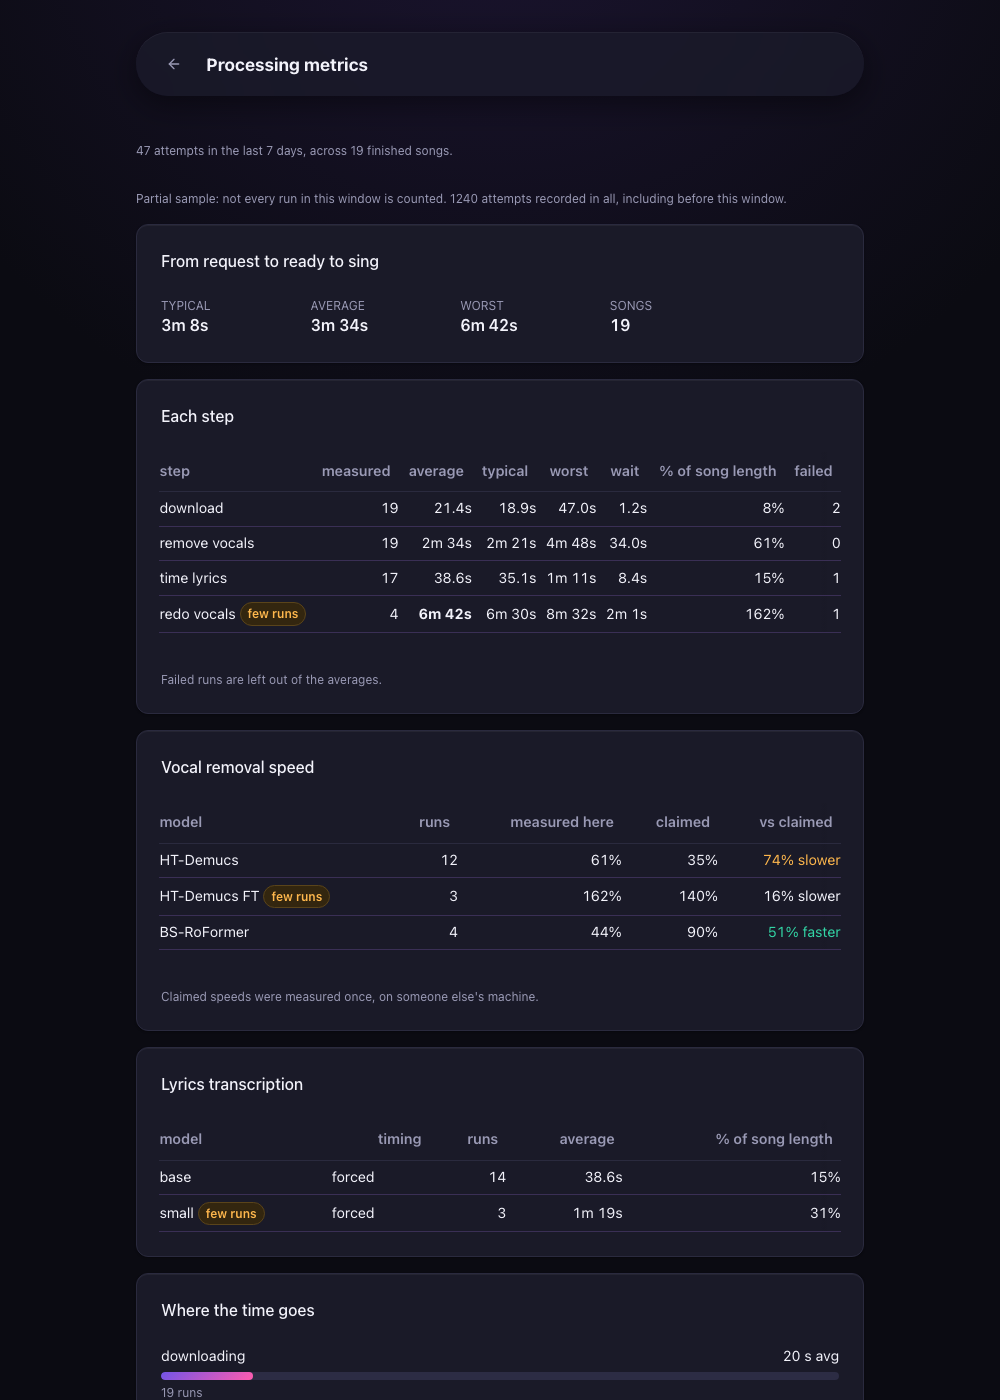 Processing metrics
47 attempts in the last 7 days, across 19 finished songs.
Partial sample: not every run in this window is counted. 1240 attempts recorded in all, including before this window.
From request to ready to sing
TYPICAL AVERAGE WORST SONGS
3m 8s 3m 34s 6m 42s 19
Each step
step measured average typical worst wait % of song length failed
download 19 21.4s 18.9s 47.0s 1.2s 8% 2
remove vocals 19 2m 34s 2m 21s 4m 48s 34.0s 61% 0
time lyrics 17 38.6s 35.1s 1m 11s 8.4s 15% 1
redo vocals few runs 4 6m 42s 6m 30s 8m 32s 2m 1s 162% 1
Failed runs are left out of the averages.
Vocal removal speed
model runs measured here claimed vs claimed
HT-Demucs 12 61% 35% 74% slower
HT-Demucs FT few runs 3 162% 140% 16% slower
BS-RoFormer 4 44% 90% 51% faster
Claimed speeds were measured once, on someone else's machine.
Lyrics transcription
model timing runs average % of song length
base forced 14 38.6s 15%
small few runs forced 3 1m 19s 31%
Where the time goes
downloading 20 s avg
19 runs